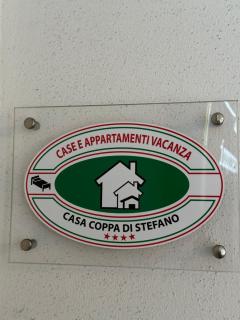 CASE E APPARTAMENTI VACANZA
CASA COPPA DI STEFANO